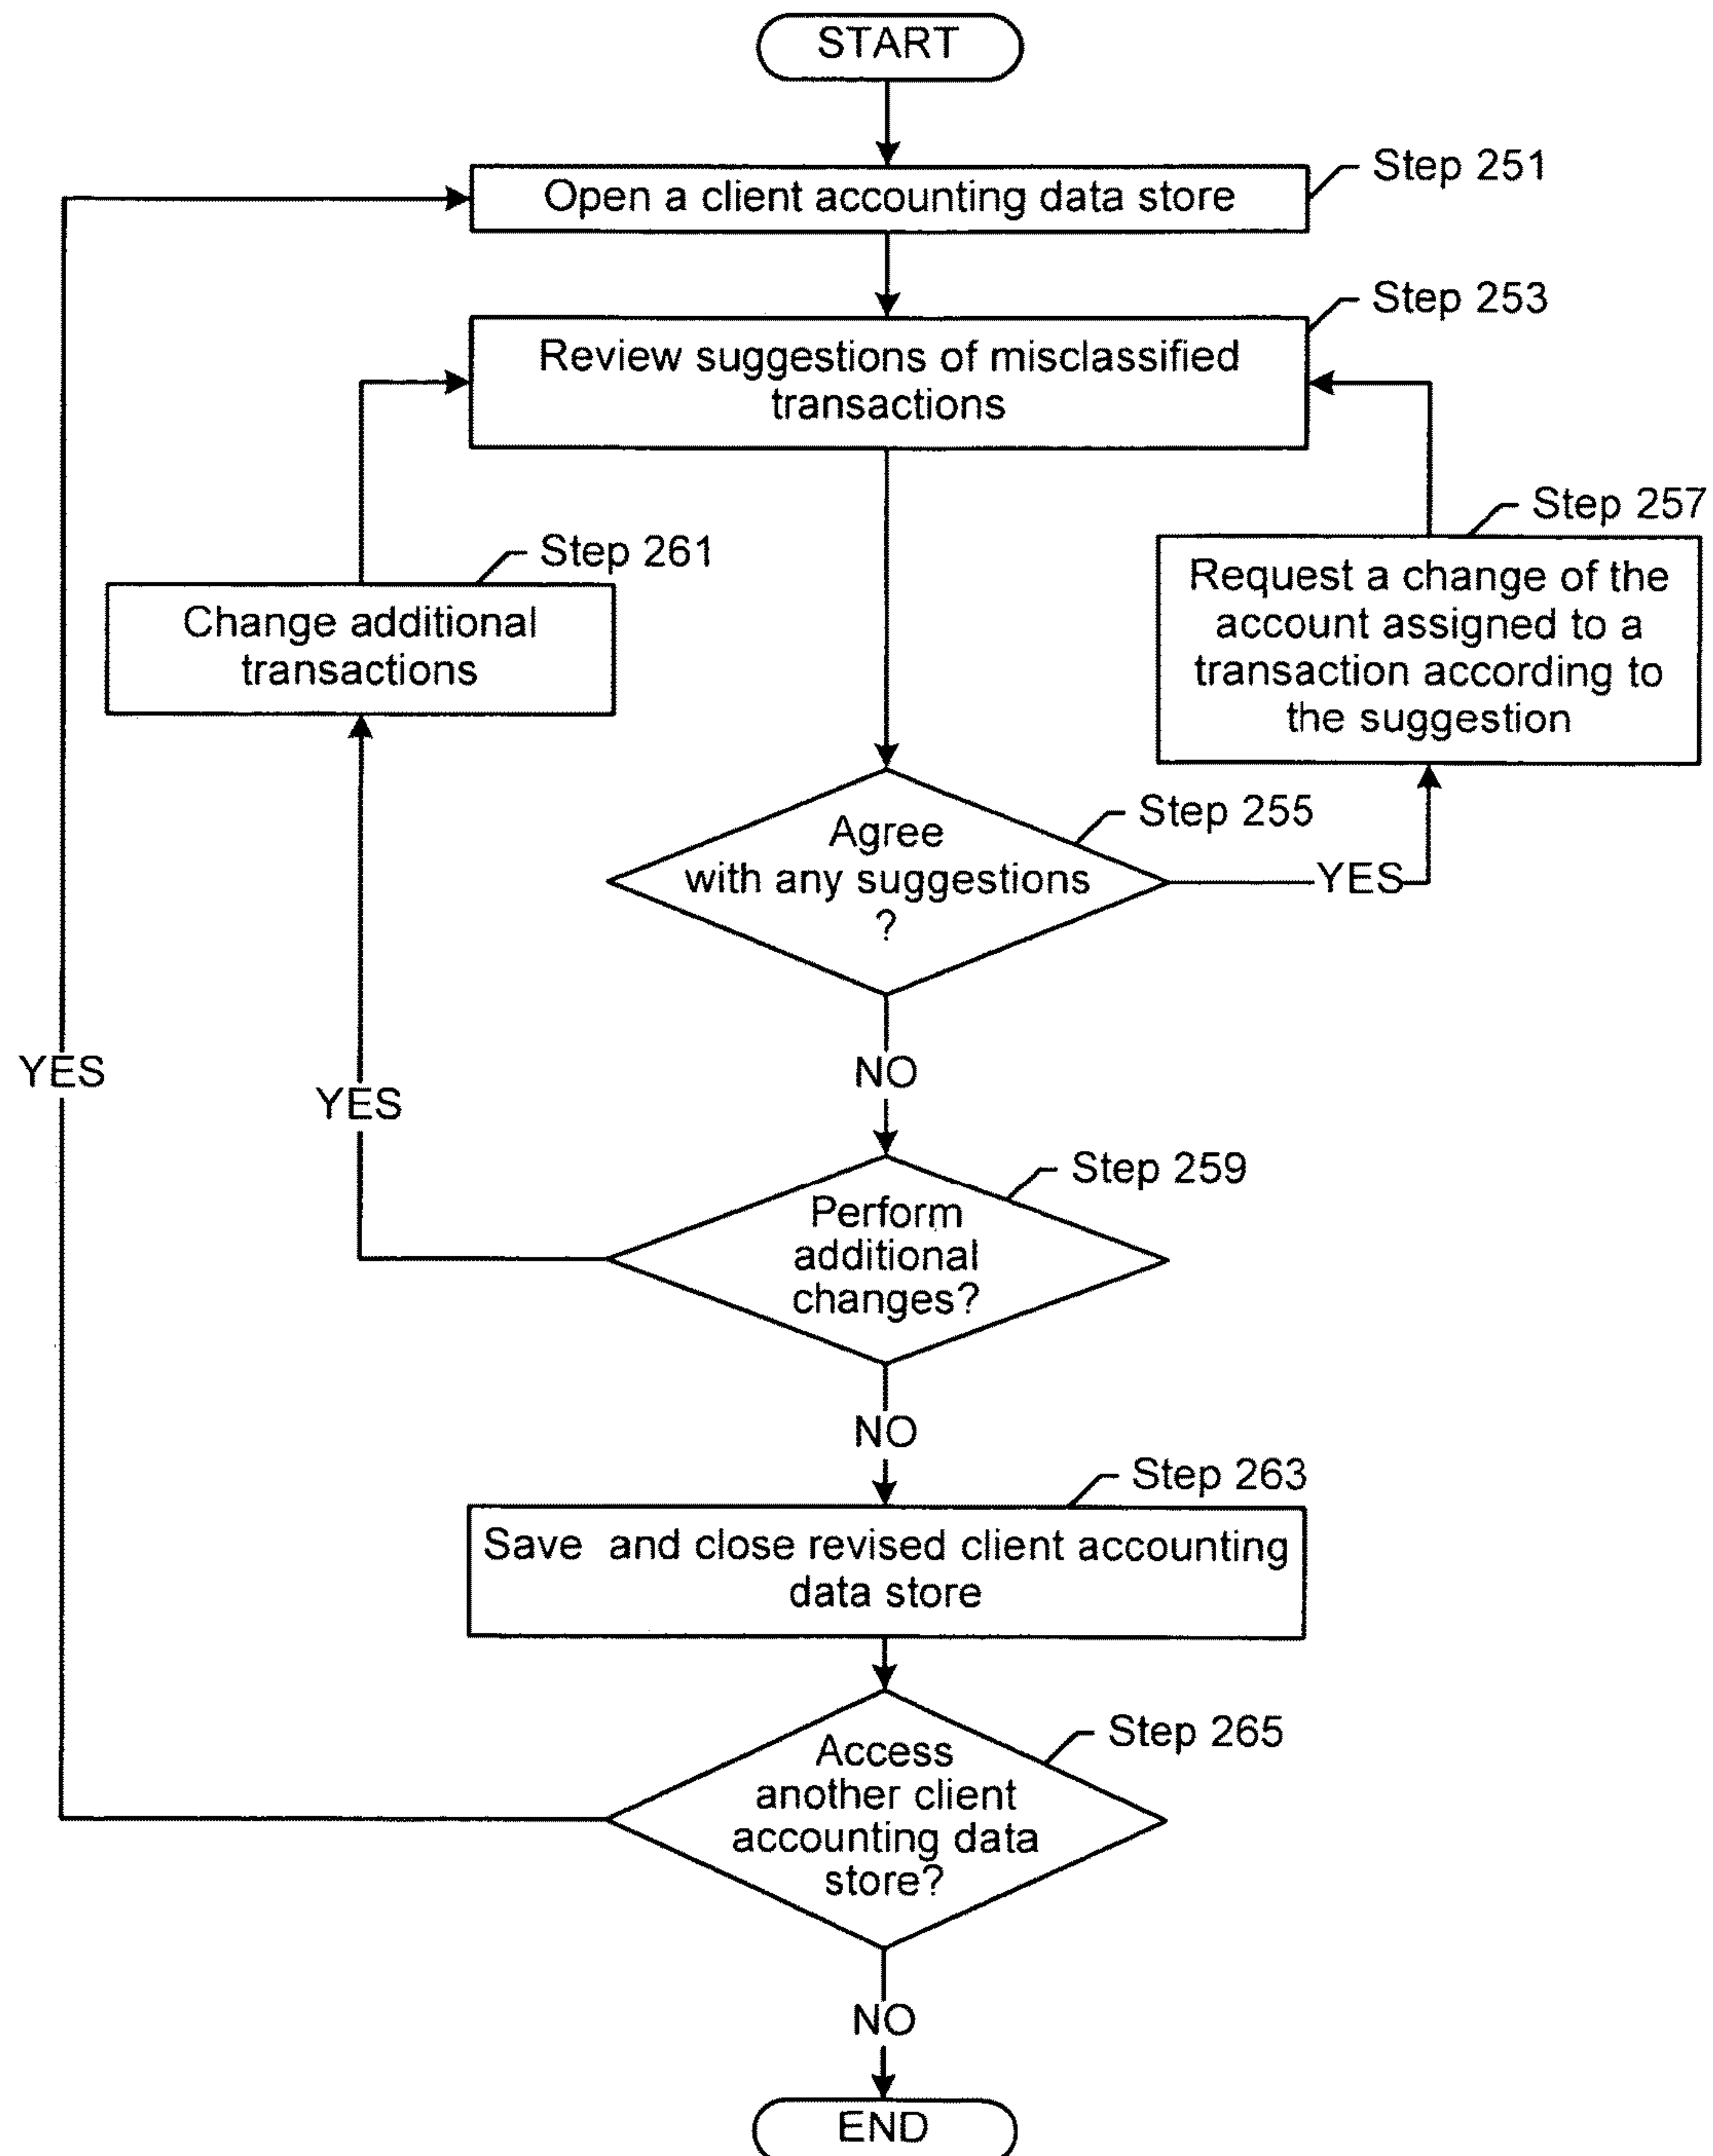 START
Step 251
Open a client accounting data store
Step 253
Review suggestions of misclassified
transactions
Step 257
Request a change of the
account assigned to a
transaction according to
the suggestion
Step 261
Change additional
transactions
Step 255
Agree
with any suggestions
?
YES
NO
YES
YES
Step 259
Perform
additional
changes?
NO
Step 263
Save and close revised client accounting
data store
Step 265
Access
another client
accounting data
store?
NO
END